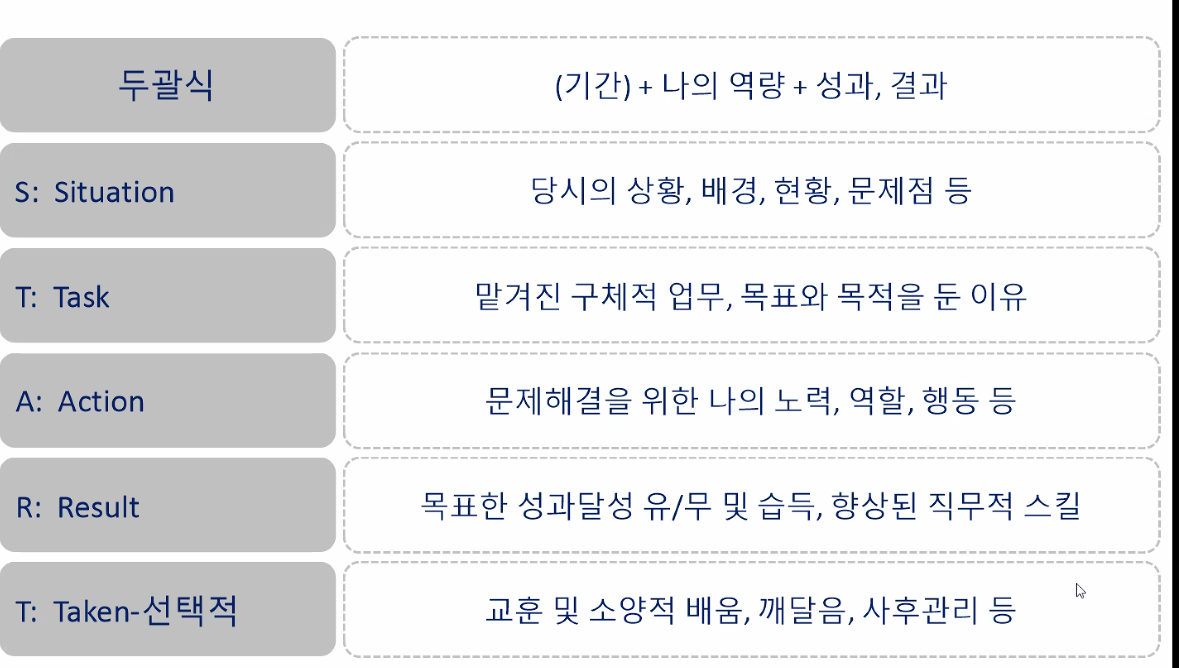 두괄식
(기간) + 나의 역량 + 성과, 결과
S: Situation
당시의 상황, 배경, 현황, 문제점 등
T: Task
맡겨진 구체적 업무, 목표와 목적을 둔 이유
A: Action
문제해결을 위한 나의 노력, 역할, 행동 등
R: Result
목표한 성과달성 유/무 및 습득, 향상된 직무적 스킬
T: Taken-선택적
교훈 및 소양적 배움, 깨달음, 사후관리 등